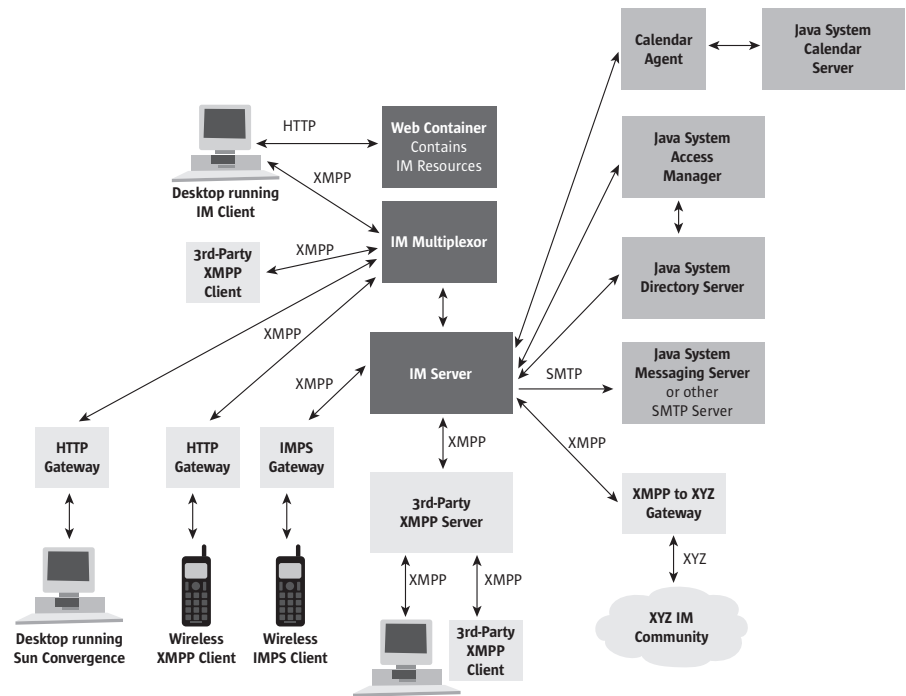 Calendar
Agent
Java System
Calendar
Server
HTTP
Web Container
Contains
IM Resources
Java System
Access
Manager
XMPP
Desktop running
IM Client
IM Multiplexor
XMPP
3rd-Party
XMPP
Client
Java System
Directory Server
XMPP
XMPP
IM Server
SMTP
Java System
Messaging Server
or other
SMTP Server
HTTP
Gateway
HTTP
Gateway
IMPS
Gateway
XMPP
XMPP
3rd-Party
XMPP Server
XMPP to XYZ
Gateway
XYZ
XMPP
XMPP
Desktop running
Sun Convergence
Wireless
XMPP Client
Wireless
IMPS Client
3rd-Party
XMPP
Client
XYZ IM
Community